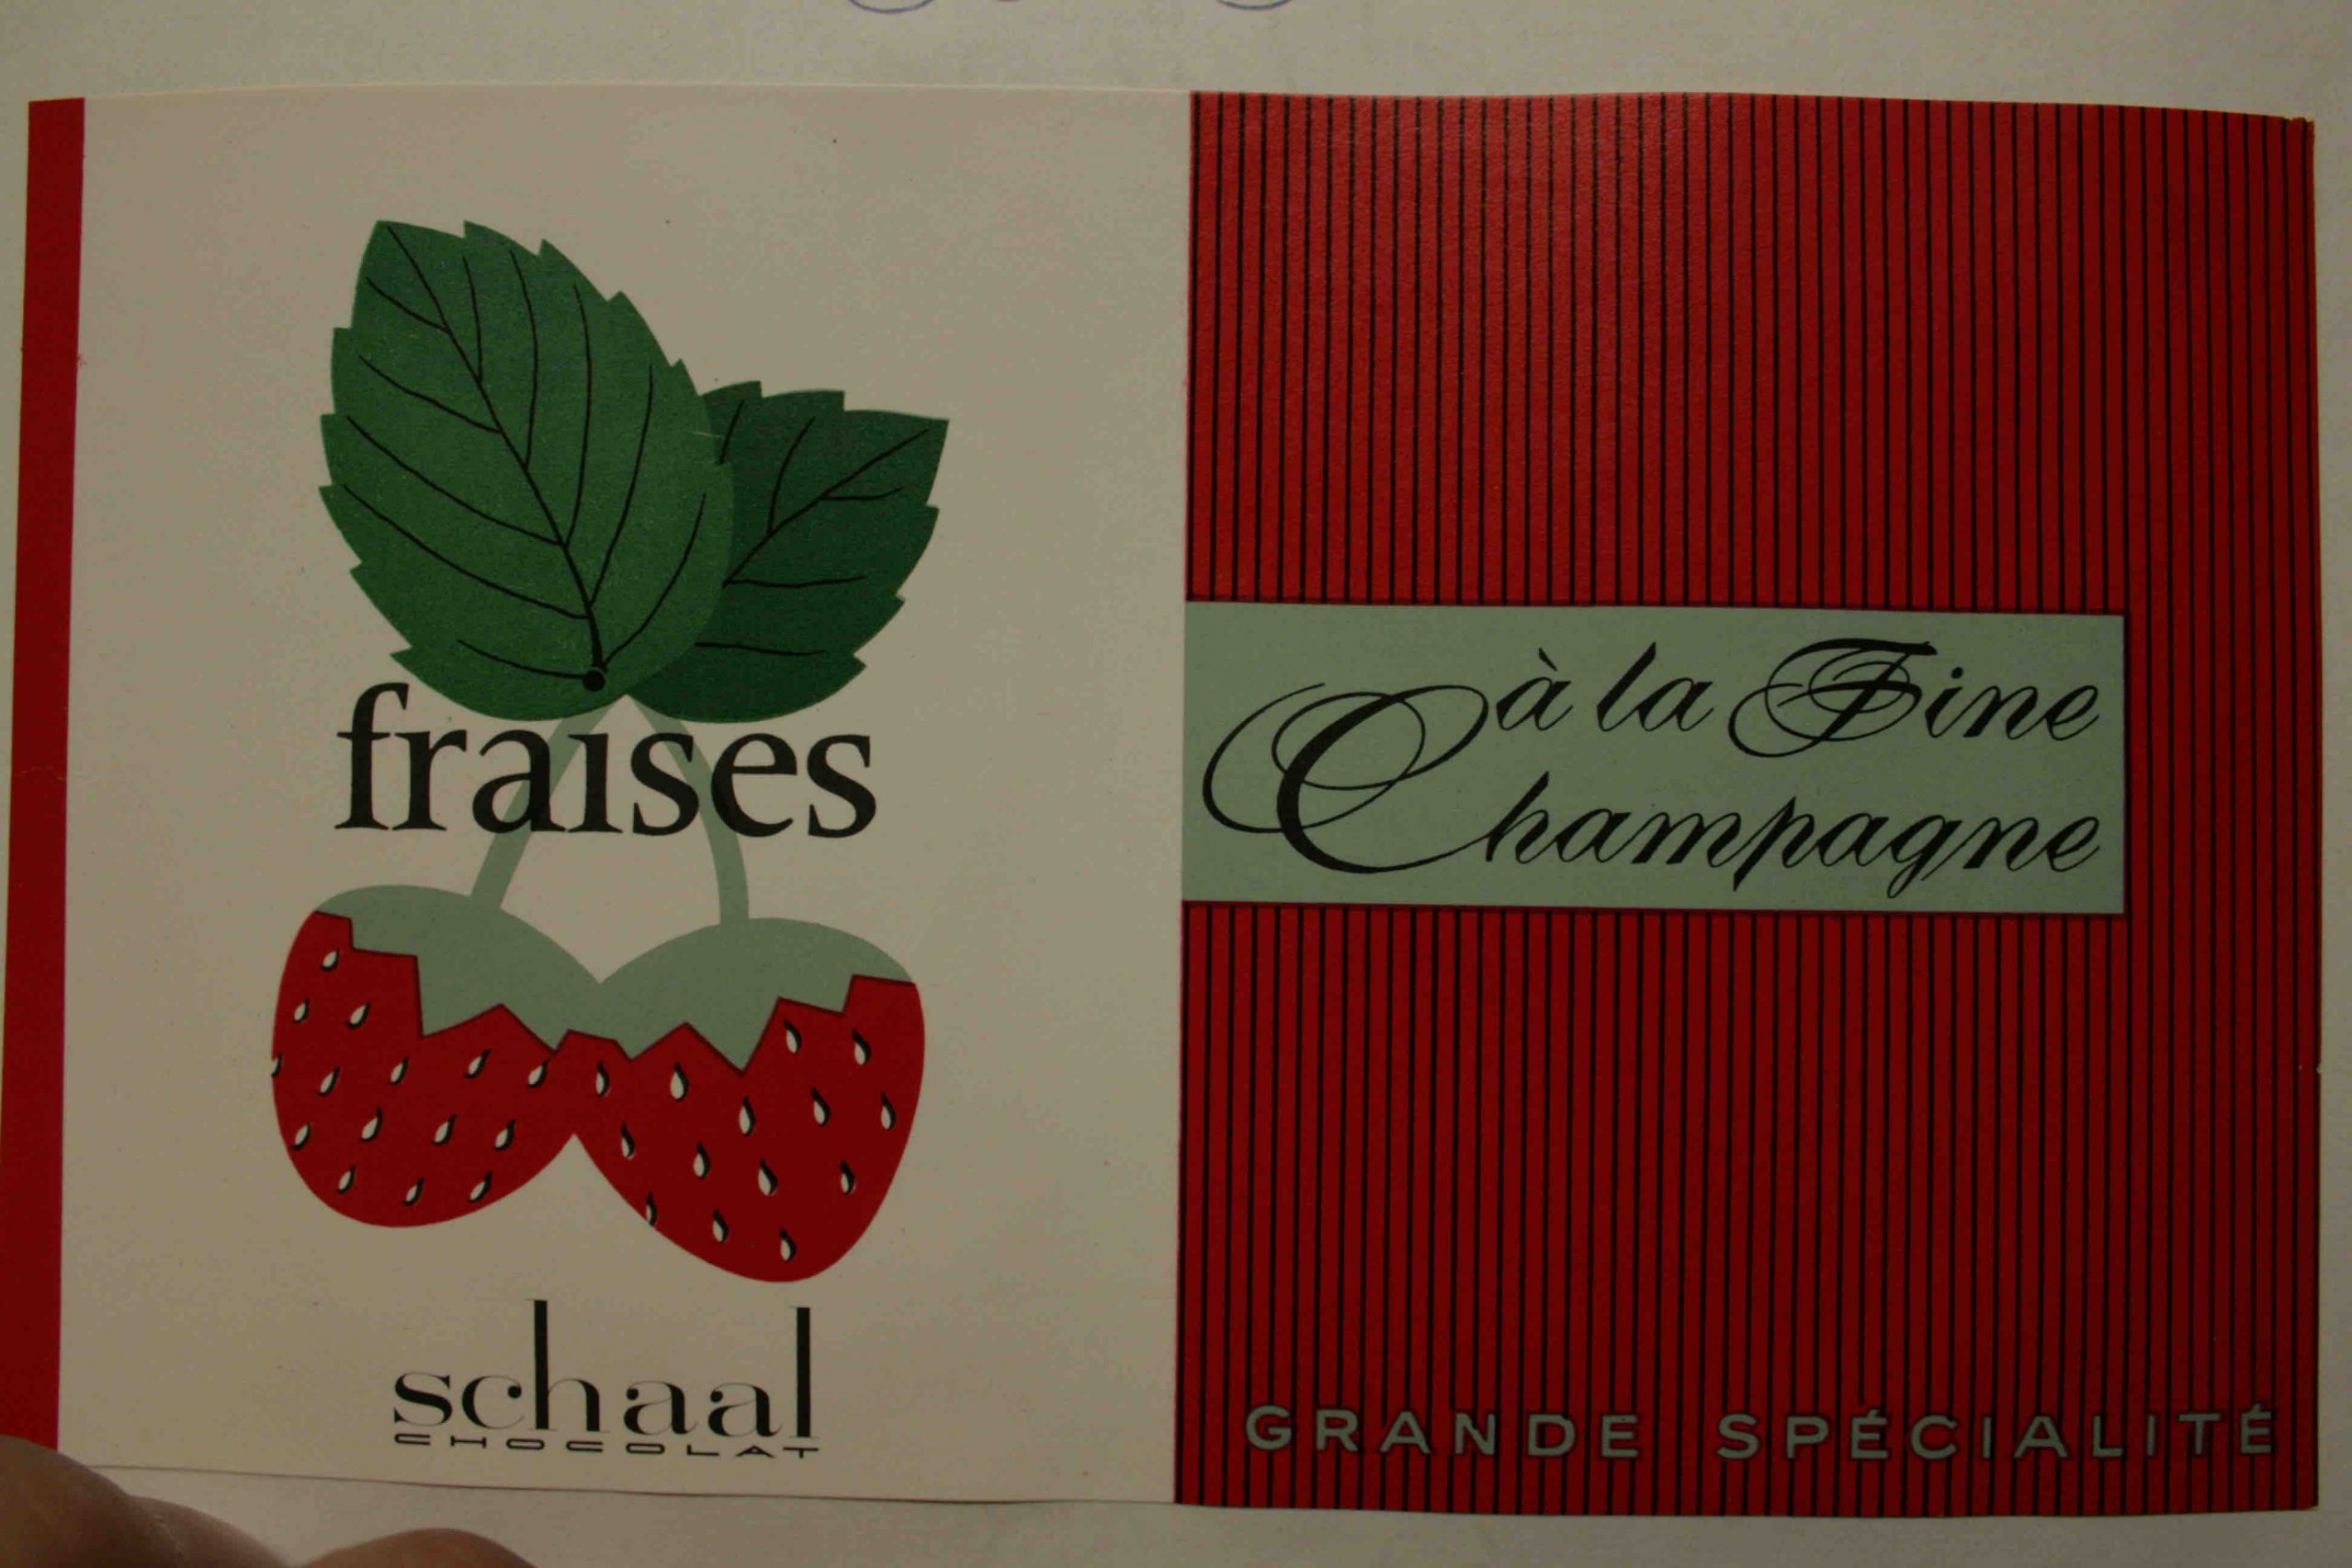 fraises
schaal
CHOCOLAT
à la Fine
Champagne
GRANDE SPÉCIALITÉ